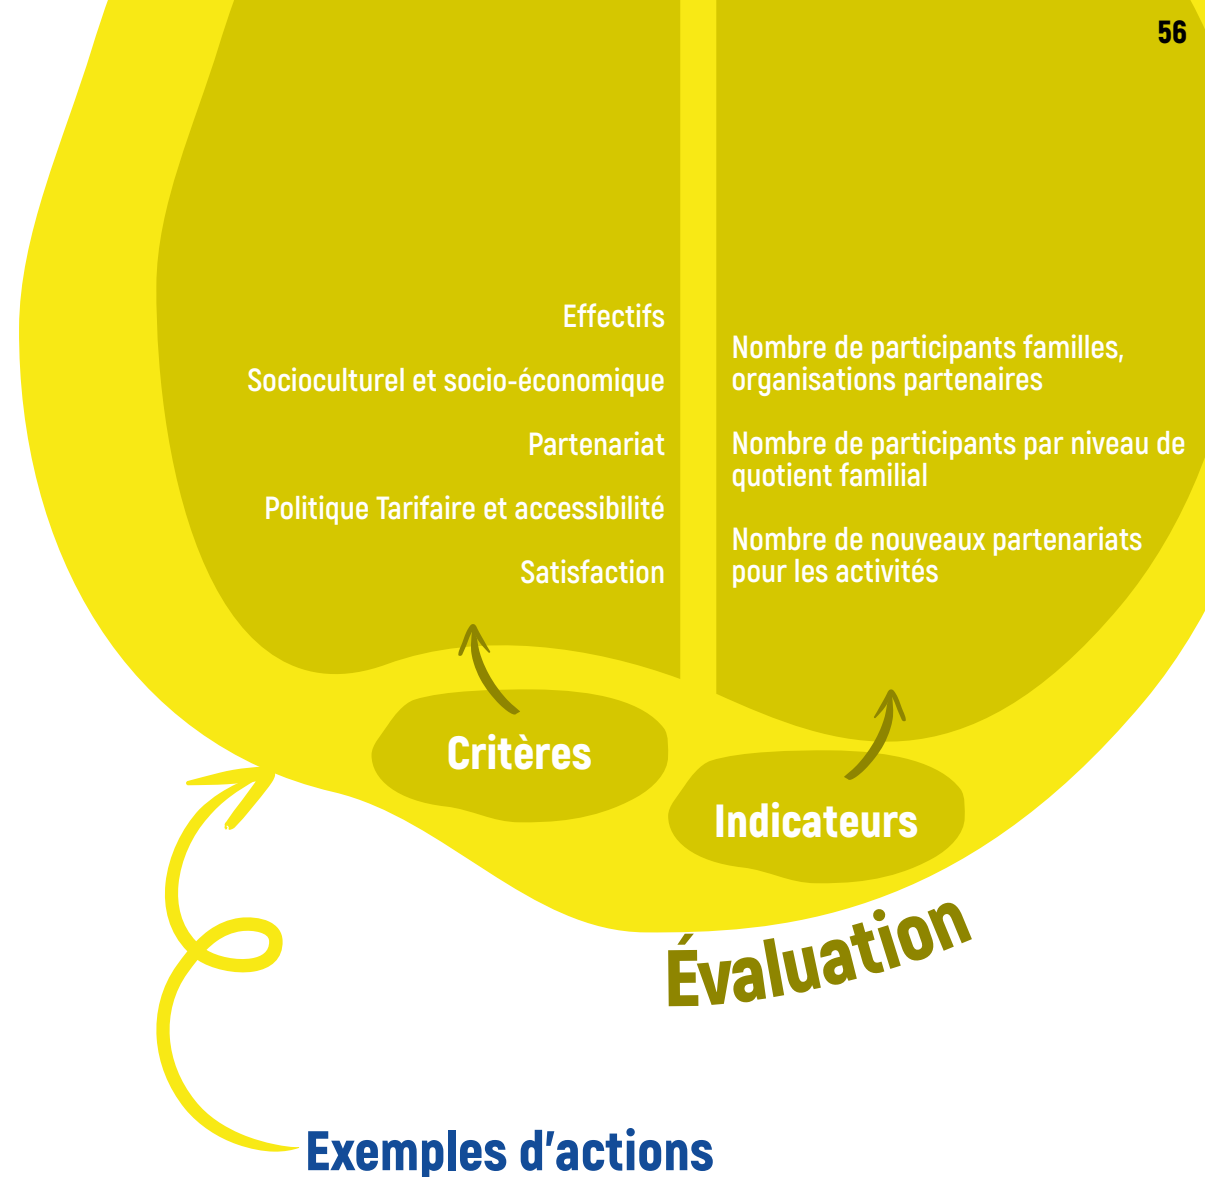 56
Effectifs
Socioculturel et socio-économique
Partenariat
Politique Tarifaire et accessibilité
Satisfaction
Nombre de participants familles,
organisations partenaires
Nombre de participants par niveau de
quotient familial
Nombre de nouveaux partenariats
pour les activités
Critères
Indicateurs
Évaluation
Exemples d'actions